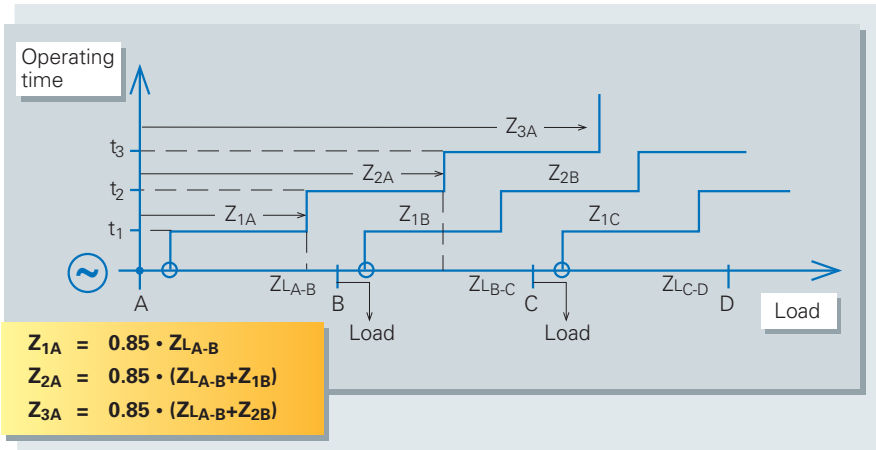 Operating
time
Z3A
t3
Z2A
Z2B
t2
Z1A
Z1B
Z1C
t1
~
ZLA-B
ZLB-C
ZLC-D
A
B
C
D
Load
Load
Load
Z1A = 0.85 • ZLA-B
Z2A = 0.85 • (ZLA-B+Z1B)
Z3A = 0.85 • (ZLA-B+Z2B)